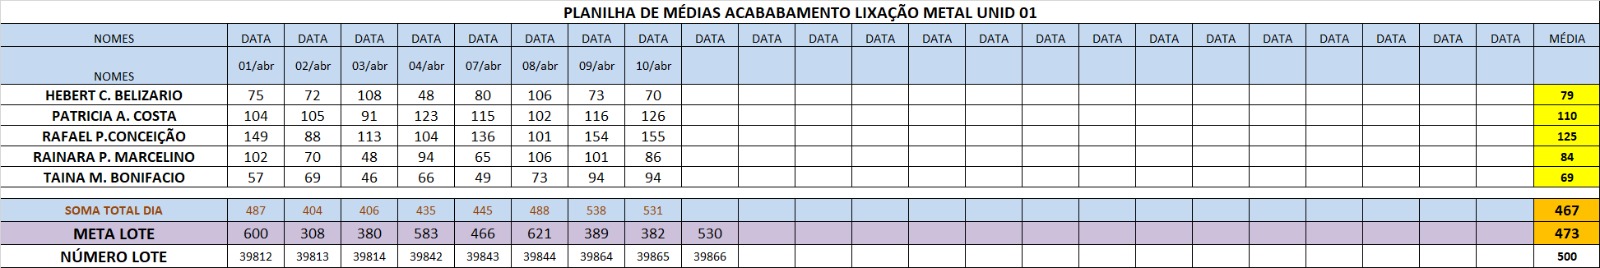 PLANILHA DE MÉDIAS ACABABAMENTO LIXAÇÃO METAL UNID 01
NOMES DATA DATA DATA DATA DATA DATA DATA DATA DATA DATA DATA DATA DATA DATA DATA DATA DATA DATA DATA DATA DATA DATA DATA MÉDIA
NOMES 01/abr 02/abr 03/abr 04/abr 07/abr 08/abr 09/abr 10/abr
HEBERT C. BELIZARIO 75 72 108 48 80 106 73 70 79
PATRICIA A. COSTA 104 105 91 123 115 102 116 126 110
RAFAEL P.CONCEIÇÃO 149 88 113 104 136 101 154 155 125
RAINARA P. MARCELINO 102 70 48 94 65 106 101 86 84
TAINA M. BONIFACIO 57 69 46 66 49 73 94 94 69
SOMA TOTAL DIA 487 404 406 435 445 488 538 531 467
META LOTE 600 308 380 583 466 621 389 382 530 473
NÚMERO LOTE 39812 39813 39814 39842 39843 39844 39864 39865 39866 500